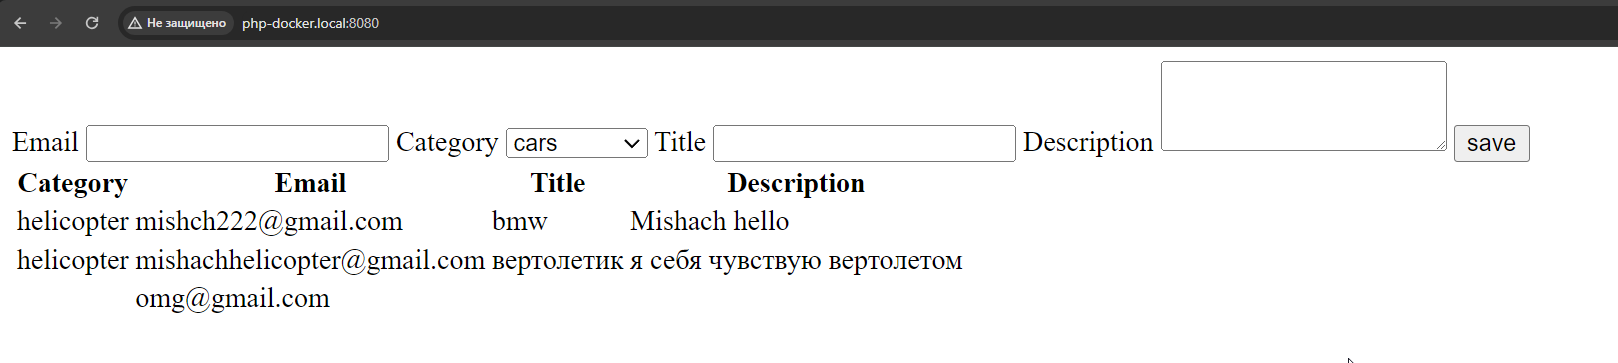 Не защищено php-docker.local:8080
Email Category cars Title Description save
Category Email Title Description
helicopter mishch222@gmail.com bmw Mishach hello
helicopter mishachhelicopter@gmail.com вертолетик я себя чувствую вертолетом
omg@gmail.com